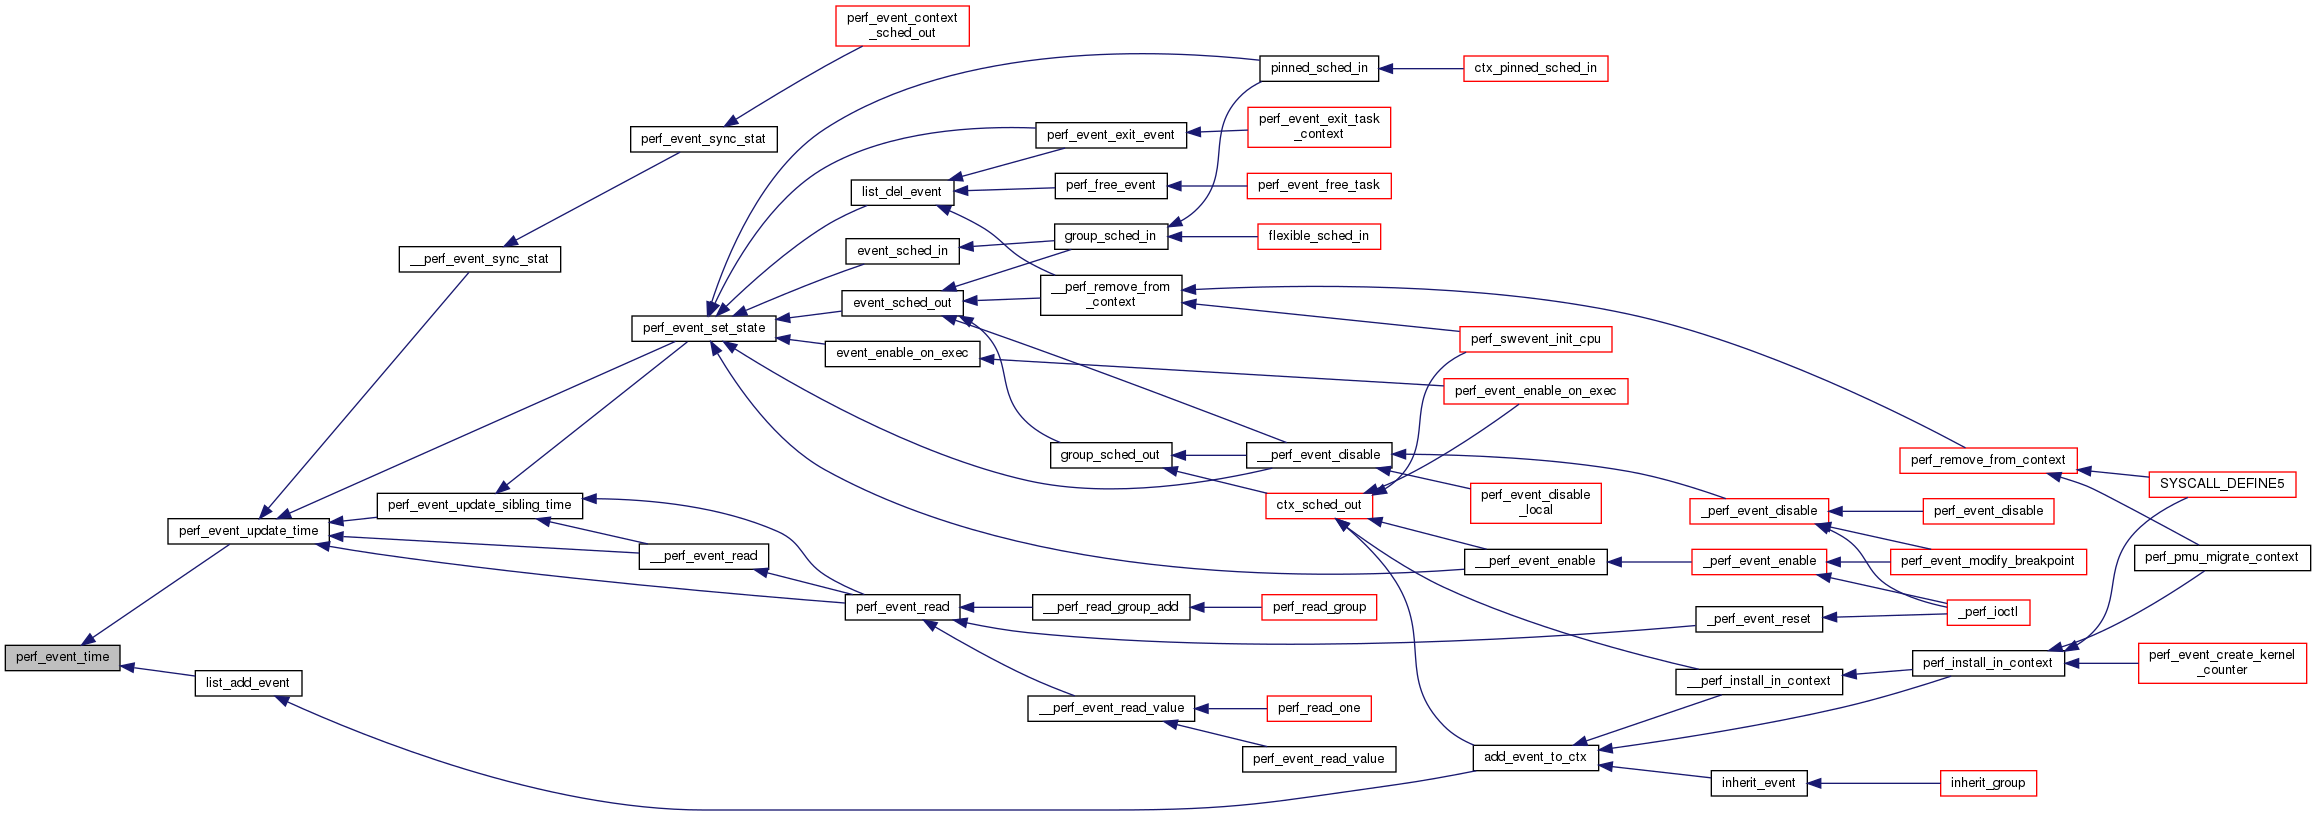 perf_event_context
_sched_out
pinned_sched_in
ctx_pinned_sched_in
perf_event_sync_stat
perf_event_exit_event
perf_event_exit_task
_context
list_del_event
perf_free_event
perf_event_free_task
__perf_event_sync_stat
event_sched_in
group_sched_in
flexible_sched_in
perf_event_set_state
event_sched_out
__perf_remove_from
_context
event_enable_on_exec
perf_swevent_init_cpu
perf_event_enable_on_exec
group_sched_out
__perf_event_disable
perf_remove_from_context
SYSCALL_DEFINE5
perf_event_update_time
perf_event_update_sibling_time
ctx_sched_out
perf_event_disable
_local
_perf_event_disable
perf_event_disable
__perf_event_read
__perf_event_enable
_perf_event_enable
perf_event_modify_breakpoint
perf_pmu_migrate_context
perf_event_read
__perf_read_group_add
perf_read_group
_perf_event_reset
_perf_ioctl
perf_event_time
list_add_event
__perf_event_read_value
perf_read_one
__perf_install_in_context
perf_install_in_context
perf_event_create_kernel
_counter
perf_event_read_value
add_event_to_ctx
inherit_event
inherit_group